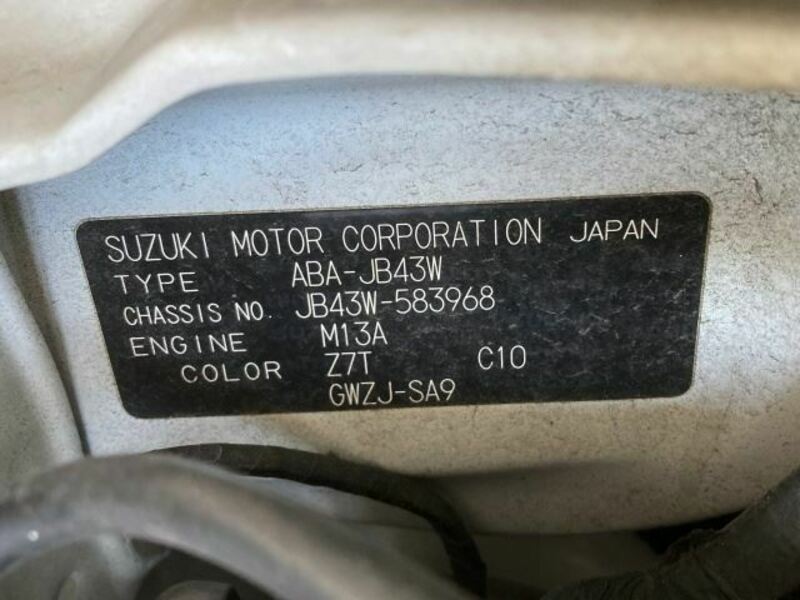 SUZUKI MOTOR CORPORATION JAPAN
TYPE ABA-JB43W
CHASSIS NO. JB43W-583968
ENGINE M13A
COLOR Z7T C10
GWZJ-SA9